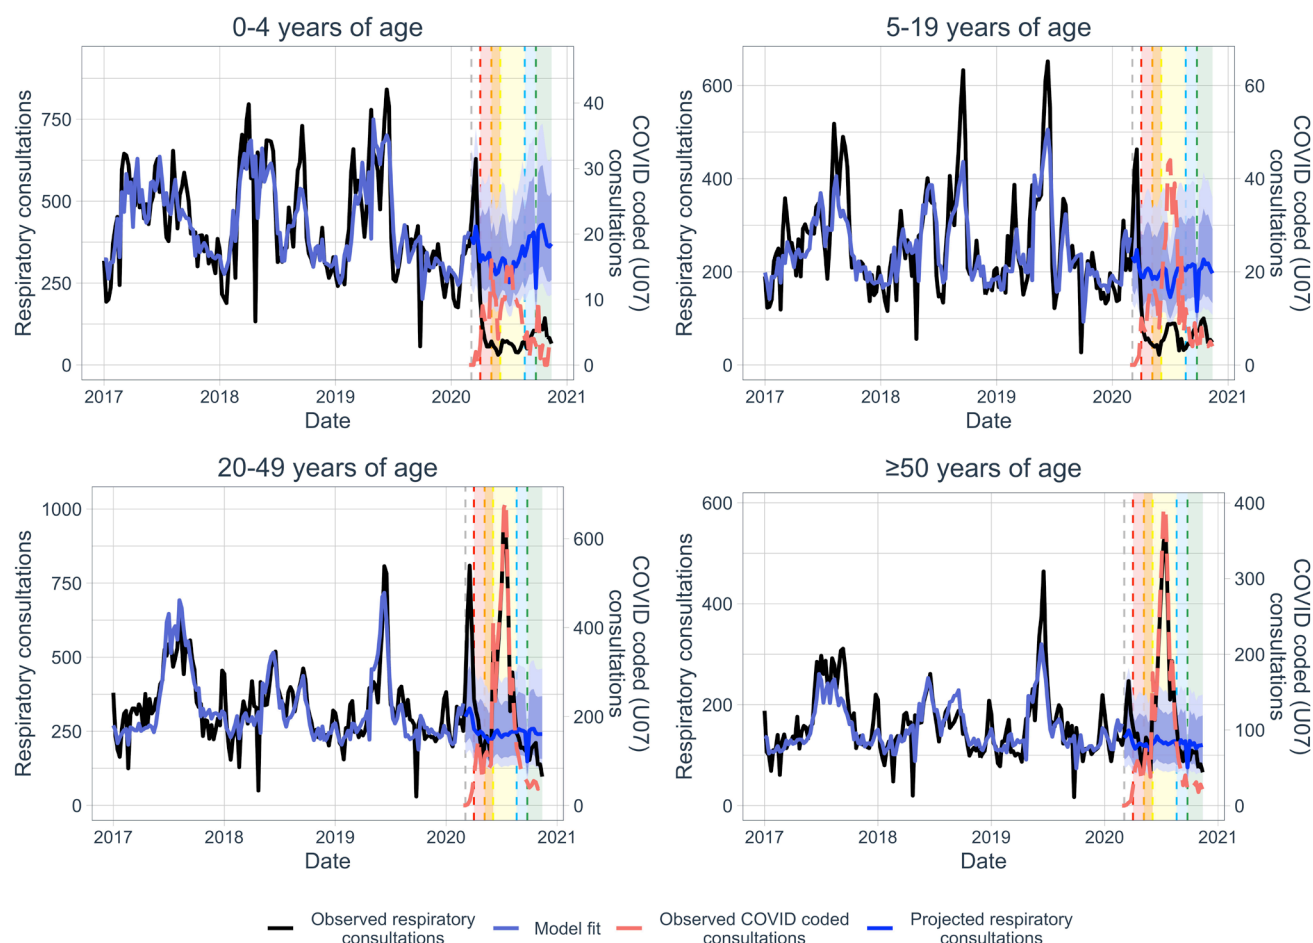 0-4 years of age
Respiratory consultations
750
500
250
0
40
30
20
10
0
COVID coded (U07)
consultations
2017
2018
2019
2020
2021
Date
5-19 years of age
Respiratory consultations
600
400
200
0
60
40
20
0
COVID coded (U07)
consultations
2017
2018
2019
2020
2021
Date
20-49 years of age
Respiratory consultations
1000
750
500
250
0
600
400
200
0
COVID coded (U07)
consultations
2017
2018
2019
2020
2021
Date
≥50 years of age
Respiratory consultations
600
400
200
0
400
300
200
100
0
COVID coded (U07)
consultations
2017
2018
2019
2020
2021
Date
Observed respiratory
consultations
Model fit
Observed COVID coded
consultations
Projected respiratory
consultations